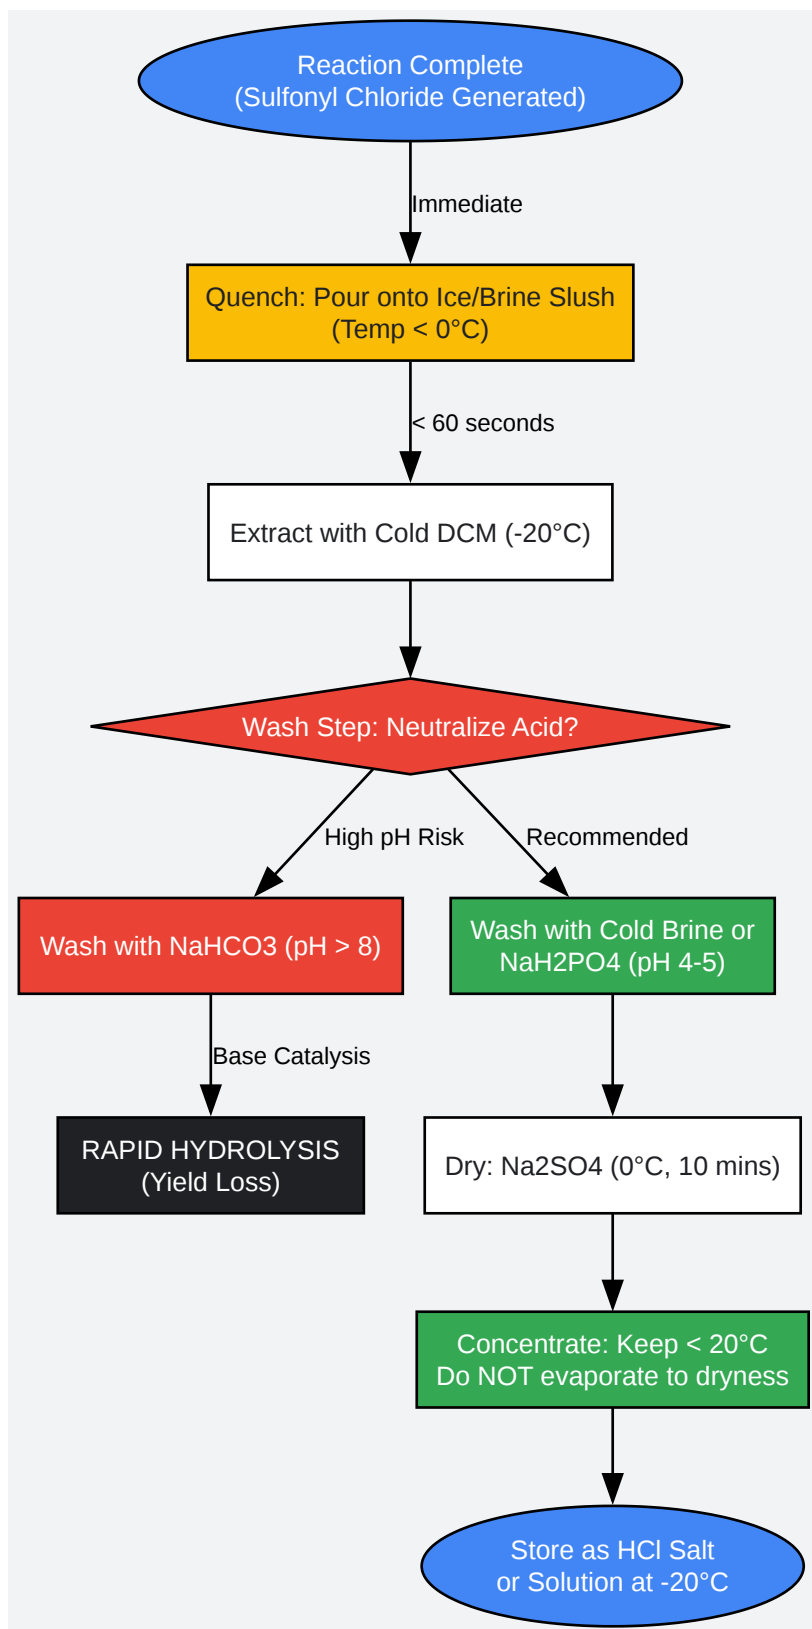 Reaction Complete
(Sulfonyl Chloride Generated)
Immediate
Quench: Pour onto Ice/Brine Slush
(Temp < 0°C)
< 60 seconds
Extract with Cold DCM (-20°C)
Wash Step: Neutralize Acid?
High pH Risk
Recommended
Wash with NaHCO3 (pH > 8)
Wash with Cold Brine or
NaH2PO4 (pH 4-5)
Base Catalysis
RAPID HYDROLYSIS
(Yield Loss)
Dry: Na2SO4 (0°C, 10 mins)
Concentrate: Keep < 20°C
Do NOT evaporate to dryness
Store as HCl Salt
or Solution at -20°C